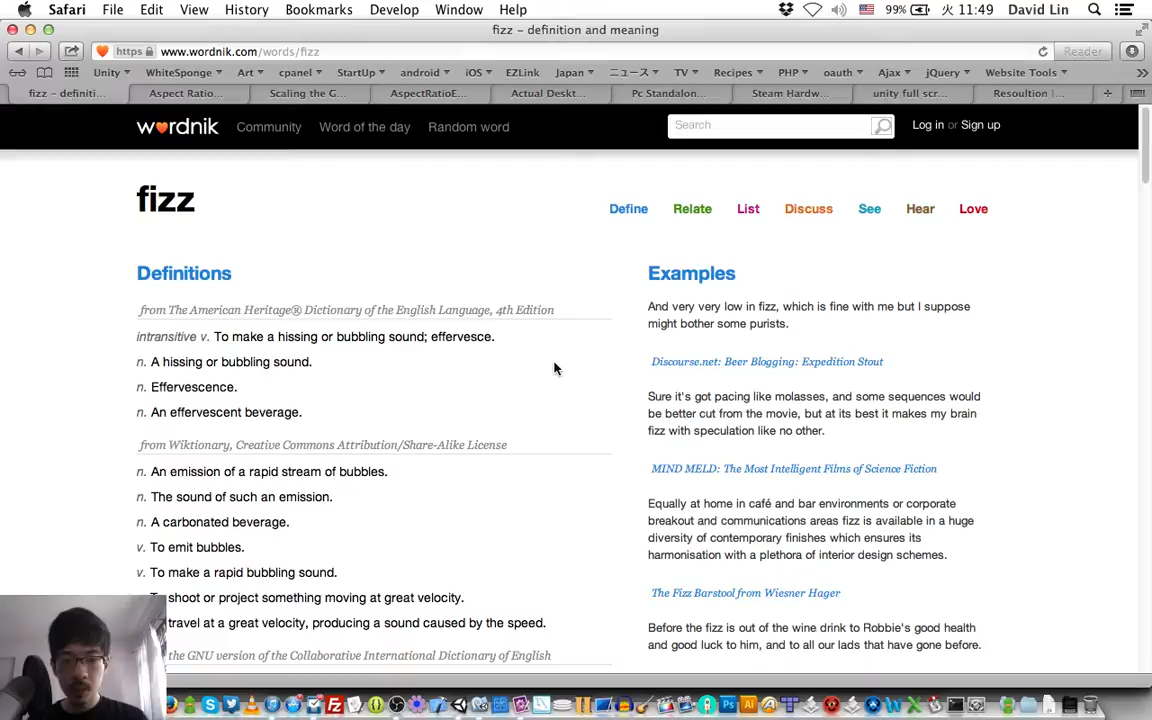 Safari File Edit View History Bookmarks Develop Window Help 99% 火 11:49 David Lin
fizz – definition and meaning
https www.wordnik.com/words/fizz Reader
Unity WhiteSponge Art cpanel StartUp android iOS EZLink Japan ニュース TV Recipes PHP oauth Ajax jQuery Website Tools
fizz – definiti... Aspect Ratio... Scaling the G... AspectRatioE... Actual Deskt... Pc Standalon... Steam Hardw... unity full scr... Resoultion |...
wordnik Community Word of the day Random word Search Log in or Sign up
fizz
Define Relate List Discuss See Hear Love
Definitions
from The American Heritage® Dictionary of the English Language, 4th Edition
intransitive v. To make a hissing or bubbling sound; effervesce.
n. A hissing or bubbling sound.
n. Effervescence.
n. An effervescent beverage.
from Wiktionary, Creative Commons Attribution/Share-Alike License
n. An emission of a rapid stream of bubbles.
n. The sound of such an emission.
n. A carbonated beverage.
v. To emit bubbles.
v. To make a rapid bubbling sound.
shoot or project something moving at great velocity.
travel at a great velocity, producing a sound caused by the speed.
the GNU version of the Collaborative International Dictionary of English
Examples
And very very low in fizz, which is fine with me but I suppose
might bother some purists.
Discourse.net: Beer Blogging: Expedition Stout
Sure it's got pacing like molasses, and some sequences would
be better cut from the movie, but at its best it makes my brain
fizz with speculation like no other.
MIND MELD: The Most Intelligent Films of Science Fiction
Equally at home in café and bar environments or corporate
breakout and communications areas fizz is available in a huge
diversity of contemporary finishes which ensures its
harmonisation with a plethora of interior design schemes.
The Fizz Barstool from Wiesner Hager
Before the fizz is out of the wine drink to Robbie's good health
and good luck to him, and to all our lads that have gone before.